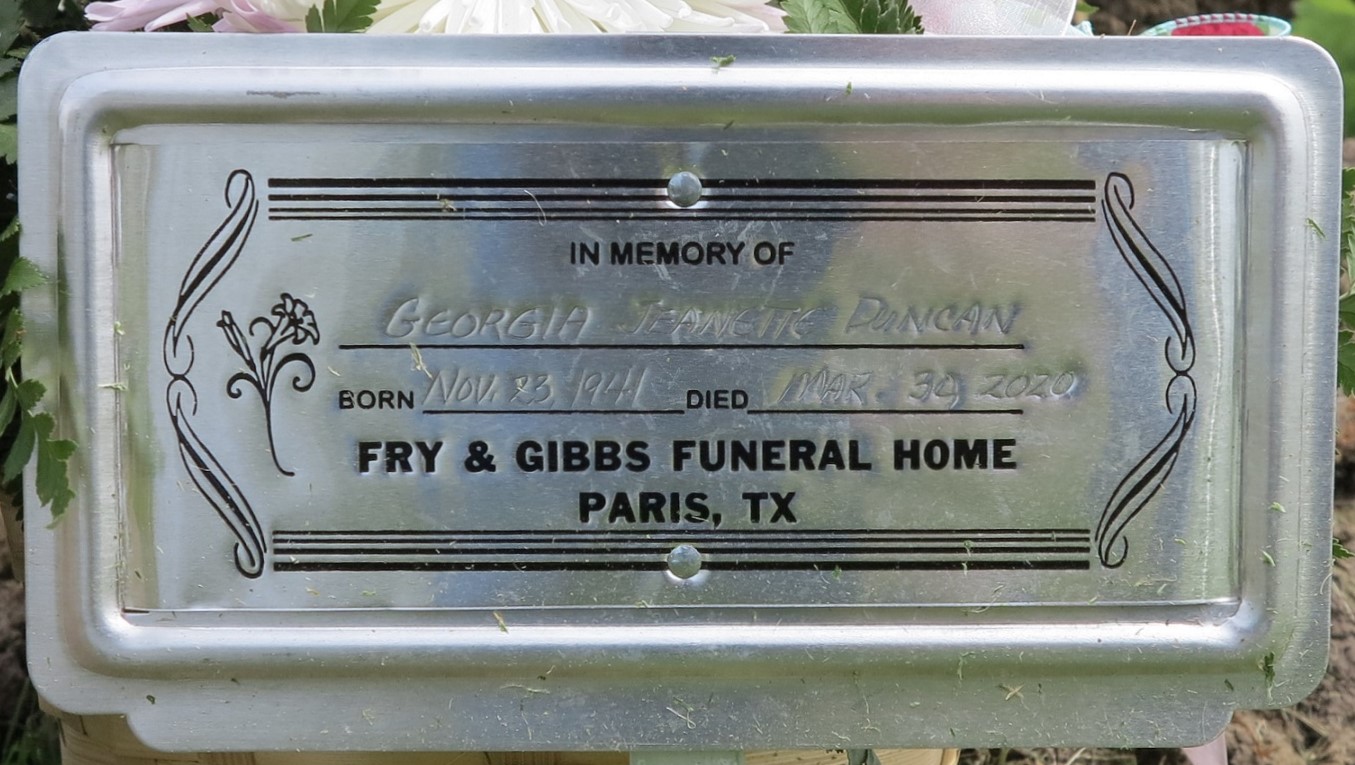 IN MEMORY OF
GEORGIA JEANETTE DUNCAN
BORN NOV. 23, 1941 DIED MAR. 30, 2020
FRY & GIBBS FUNERAL HOME
PARIS, TX